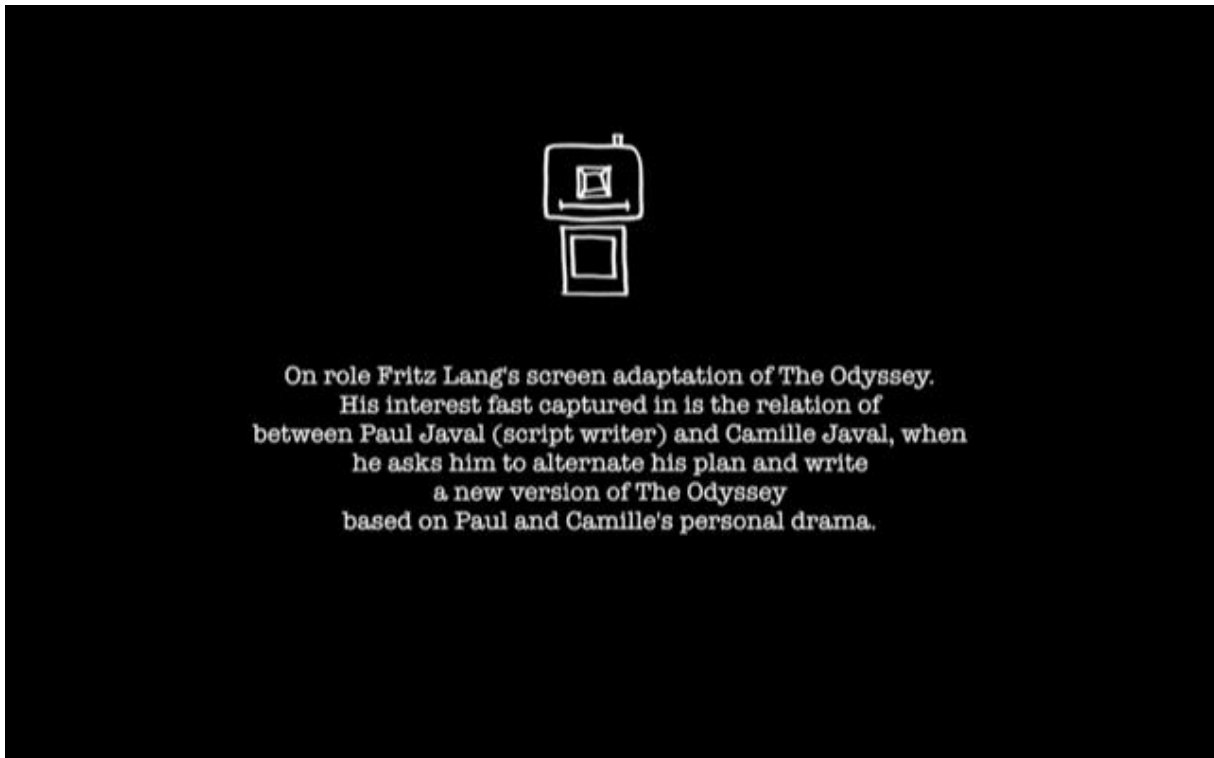 On role Fritz Lang's screen adaptation of The Odyssey.
His interest fast captured in is the relation of
between Paul Javal (script writer) and Camille Javal, when
he asks him to alternate his plan and write
a new version of The Odyssey
based on Paul and Camille's personal drama.